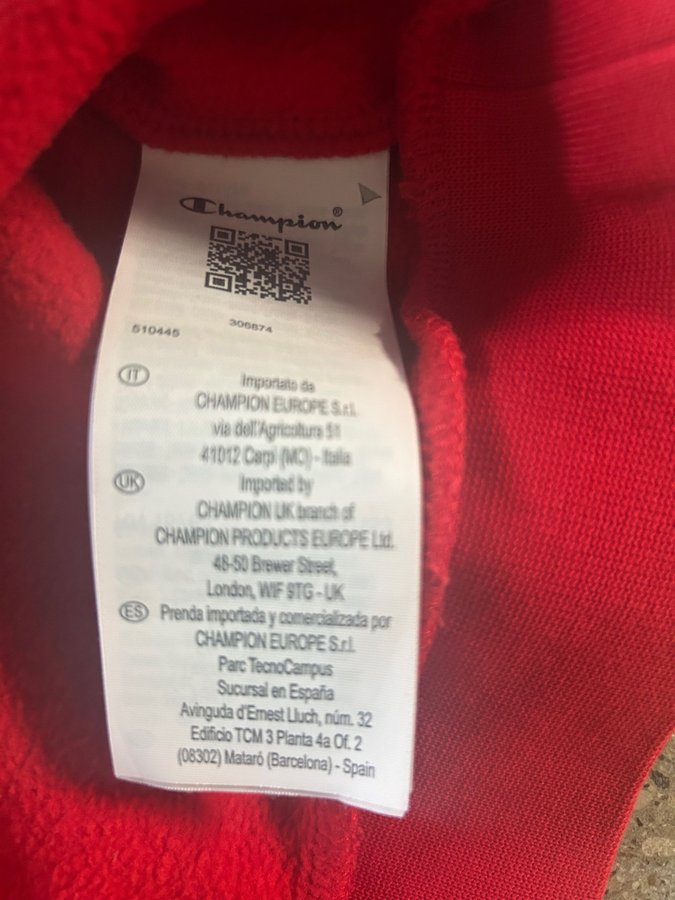 Champion®
306874
510445
IT
Importato da
CHAMPION EUROPE S.r.l.
via dell'Agricoltura 51
41012 Carpi (MO) - Italia
UK
Imported by
CHAMPION UK branch of
CHAMPION PRODUCTS EUROPE Ltd.
48-50 Brewer Street,
London, WIF 9TG - UK
ES
Prenda importada y comercializada por
CHAMPION EUROPE S.r.l.
Parc TecnoCampus
Sucursal en España
Avinguda d'Ernest Lluch, núm. 32
Edificio TCM 3 Planta 4a Of. 2
(08302) Mataró (Barcelona) - Spain